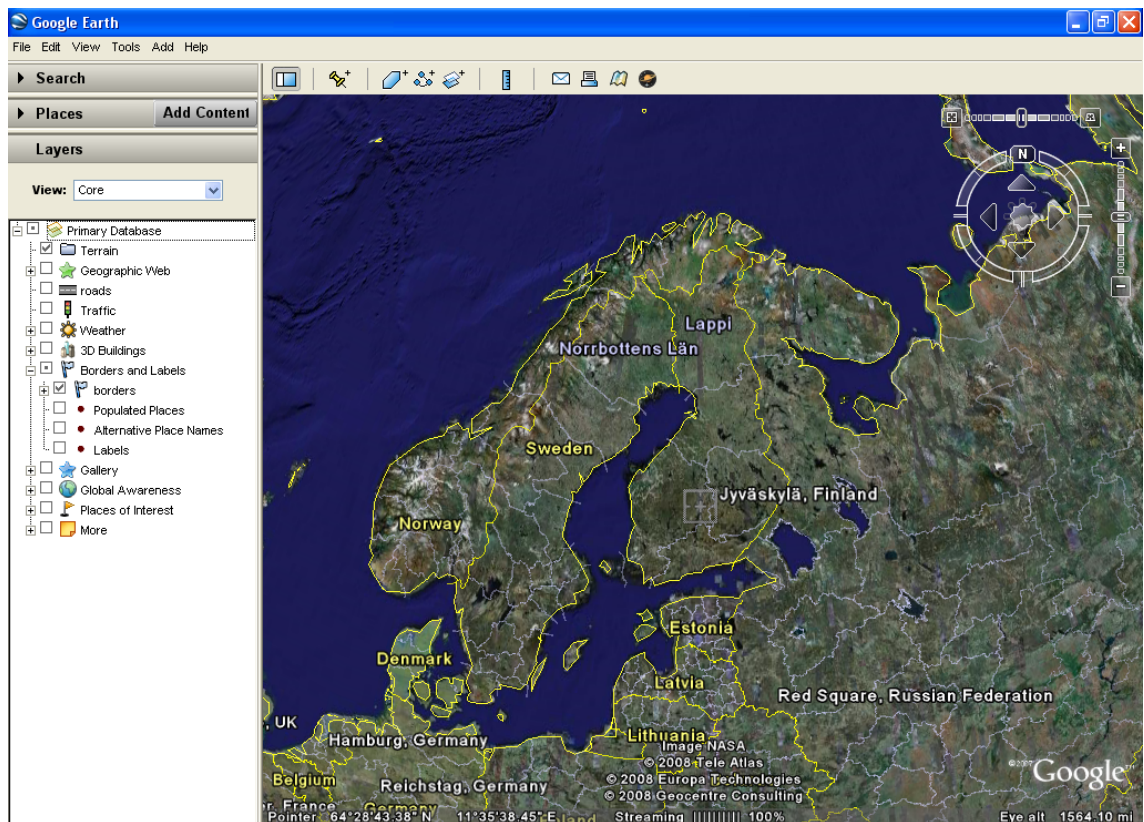 Google Earth
File Edit View Tools Add Help
Search
Places Add Content
Layers
View: Core
Primary Database
Terrain
Geographic Web
roads
Traffic
Weather
3D Buildings
Borders and Labels
borders
Populated Places
Alternative Place Names
Labels
Gallery
Global Awareness
Places of Interest
More
N
Lappi
Norrbottens Län
Sweden
Jyväskylä, Finland
Norway
Estonia
Denmark
Latvia
Red Square, Russian Federation
, UK
Hamburg, Germany
Lithuania
Image NASA
© 2008 Tele Atlas
© 2008 Europa Technologies
© 2008 Geocentre Consulting
©2007 Google™
Belgium
Reichstag, Germany
r, France
Germany
Pointer 64°28'43.38" N 11°35'38.45" E Streaming 100% Eye alt 1564.10 mi